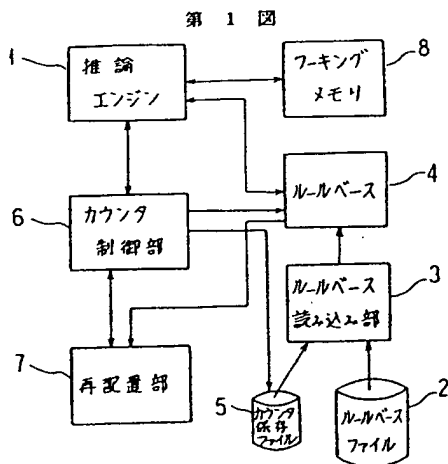 第 1 図
1
推論
エンジン
フーキング
メモリ
8
6
カウンタ
制御部
ルールベース
4
7
再配置部
ルールベース
読み込み部
3
5
カウンタ
保存
ファイル
ルールベース
ファイル
2